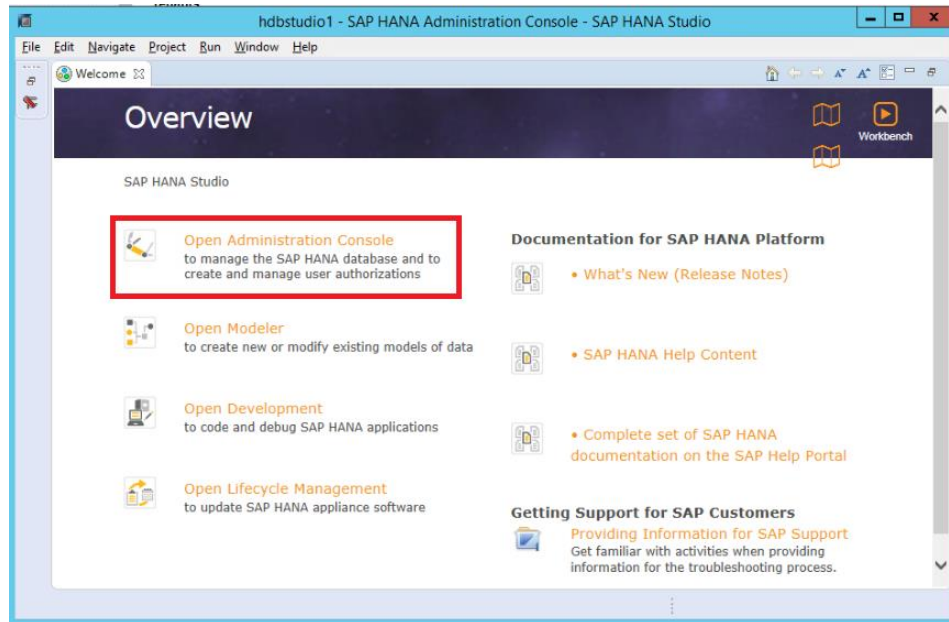 hdbstudio1 - SAP HANA Administration Console - SAP HANA Studio
File Edit Navigate Project Run Window Help
Welcome
Overview
Workbench
SAP HANA Studio
Open Administration Console
to manage the SAP HANA database and to
create and manage user authorizations
Open Modeler
to create new or modify existing models of data
Open Development
to code and debug SAP HANA applications
Open Lifecycle Management
to update SAP HANA appliance software
Documentation for SAP HANA Platform
• What's New (Release Notes)
• SAP HANA Help Content
• Complete set of SAP HANA
documentation on the SAP Help Portal
Getting Support for SAP Customers
Providing Information for SAP Support
Get familiar with activities when providing
information for the troubleshooting process.